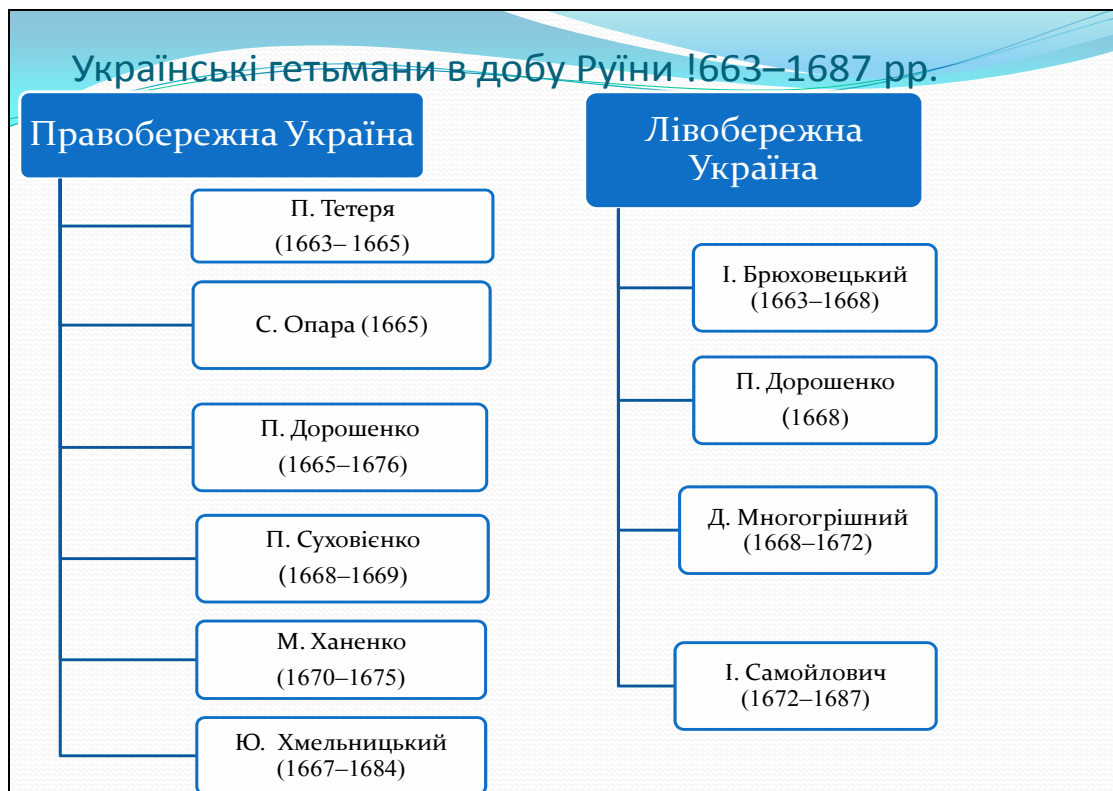 Українські гетьмани в добу Руїни !663–1687 рр.
Правобережна Україна
П. Тетеря
(1663– 1665)
С. Опара (1665)
П. Дорошенко
(1665–1676)
П. Суховієнко
(1668–1669)
М. Ханенко
(1670–1675)
Ю. Хмельницький
(1667–1684)
Лівобережна
Україна
І. Брюховецький
(1663–1668)
П. Дорошенко
(1668)
Д. Многогрішний
(1668–1672)
І. Самойлович
(1672–1687)